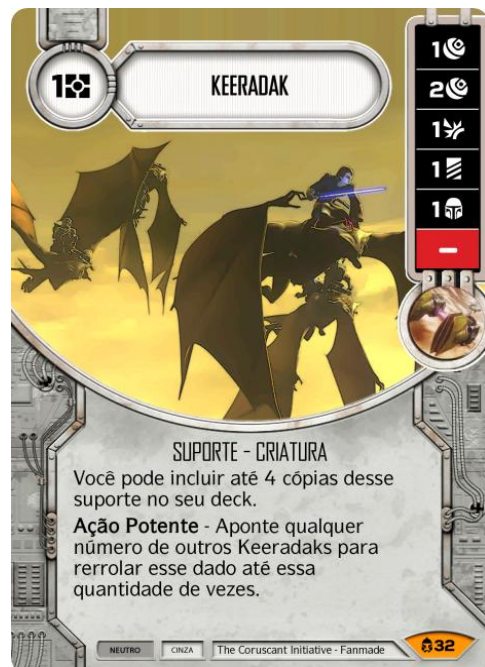 1
KEERADAK
1
2
1
1
1
-
SUPORTE - CRIATURA
Você pode incluir até 4 cópias desse
suporte no seu deck.
Ação Potente - Aponte qualquer
número de outros Keeradaks para
rerrolar esse dado até essa
quantidade de vezes.
NEUTRO CINZA The Coruscant Initiative - Fanmade 32